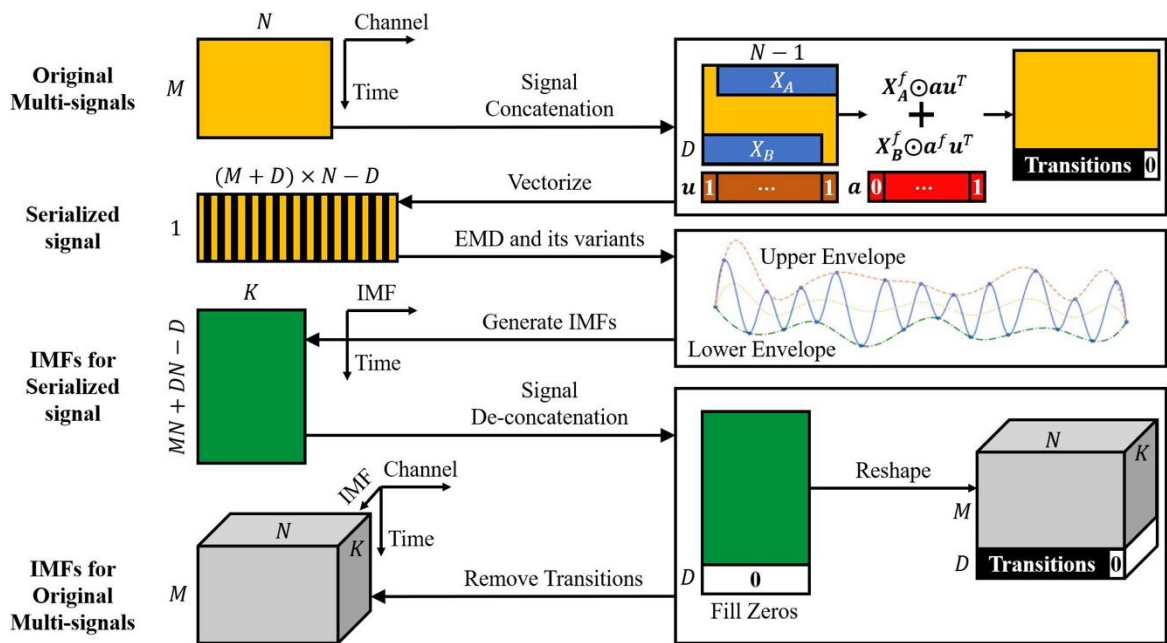 Original
Multi-signals
M
N
Channel
Time
Signal
Concatenation
N − 1
X_A
D
X_B
u 1 ... 1
a 0 ... 1
X_A^f ⊙ au^T
+
X_B^f ⊙ a^f u^T
Transitions 0
Serialized
signal
(M + D) × N − D
1
Vectorize
EMD and its variants
Upper Envelope
Lower Envelope
IMFs for
Serialized
signal
K
MN + DN − D
IMF
Time
Generate IMFs
Signal
De-concatenation
D
0
Fill Zeros
Reshape
N
K
M
D
Transitions 0
IMFs for
Original
Multi-signals
IMF
Channel
Time
N
K
M
Remove Transitions